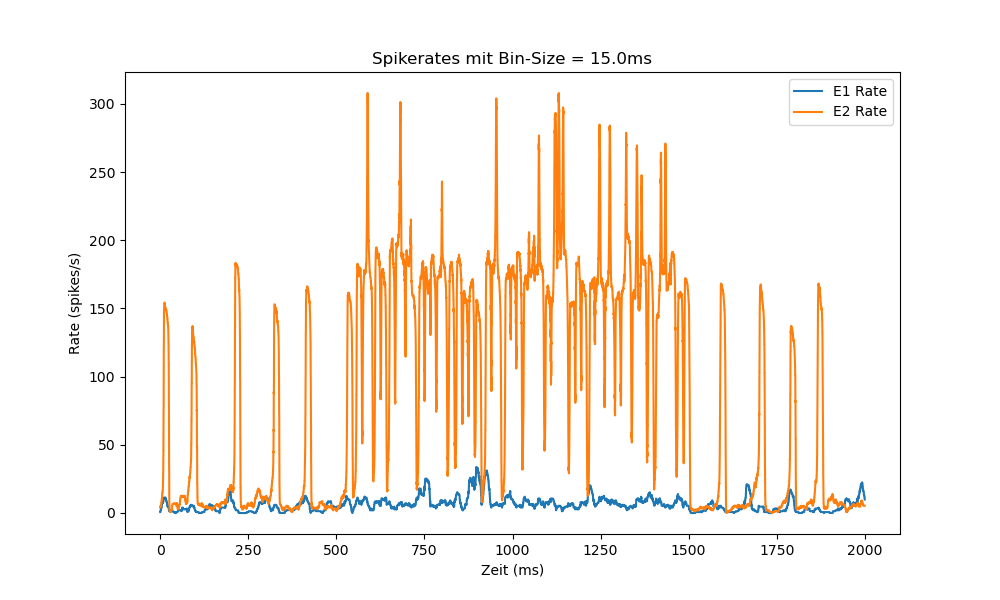 Spikerates mit Bin-Size = 15.0ms
E1 Rate
E2 Rate
Rate (spikes/s)
300
250
200
150
100
50
0
0 250 500 750 1000 1250 1500 1750 2000
Zeit (ms)